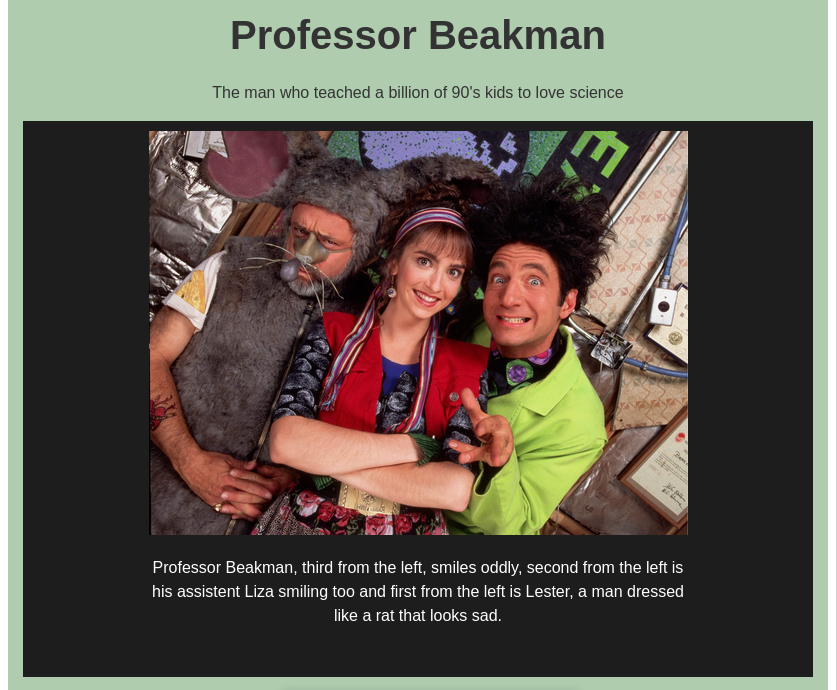 Professor Beakman
The man who teached a billion of 90's kids to love science
Professor Beakman, third from the left, smiles oddly, second from the left is
his assistent Liza smiling too and first from the left is Lester, a man dressed
like a rat that looks sad.